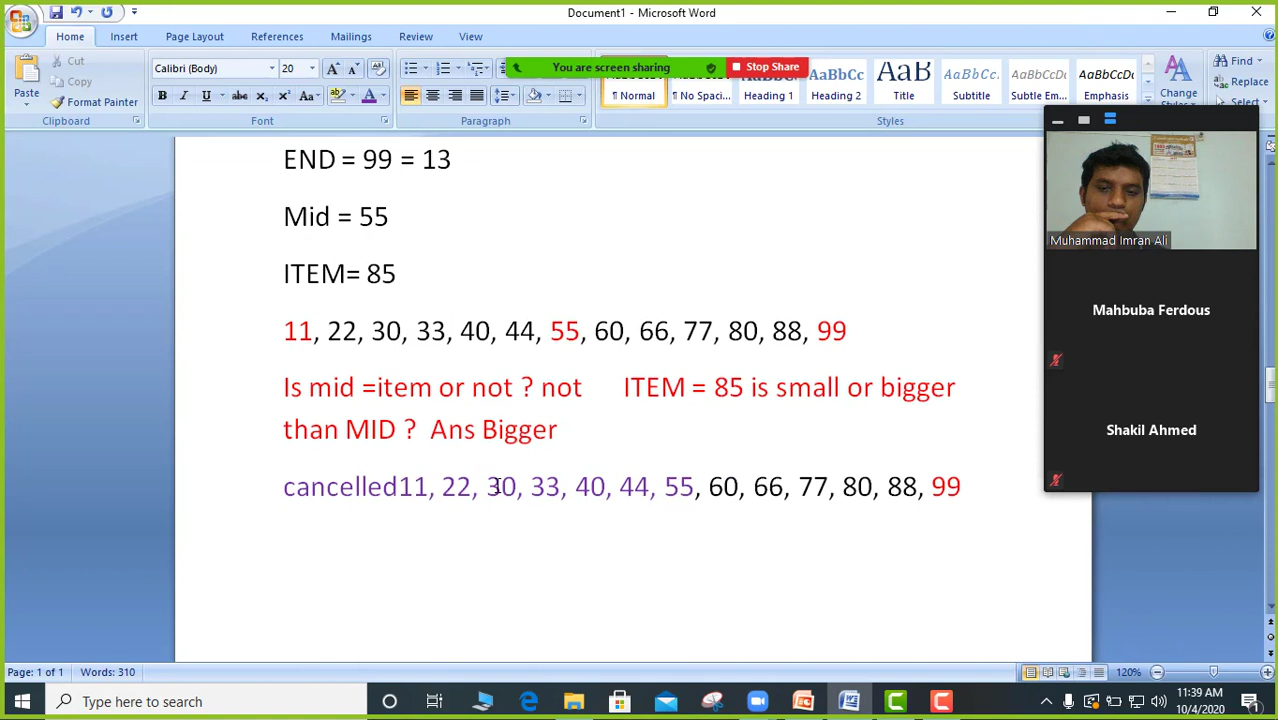 Document1 - Microsoft Word
Home Insert Page Layout References Mailings Review View
You are screen sharing Stop Share
Paste Cut Copy Format Painter
Clipboard
Calibri (Body) 20
Font
Paragraph
¶ Normal ¶ No Spaci... Heading 1 Heading 2 Title Subtitle Subtle Em... Emphasis
Styles
Change Styles
Find Replace Select
END = 99 = 13
Mid = 55
ITEM= 85
11, 22, 30, 33, 40, 44, 55, 60, 66, 77, 80, 88, 99
Is mid =item or not ? not ITEM = 85 is small or bigger
than MID ? Ans Bigger
cancelled11, 22, 30, 33, 40, 44, 55, 60, 66, 77, 80, 88, 99
Muhammad Imran Ali
Mahbuba Ferdous
Shakil Ahmed
Page: 1 of 1 Words: 310 120%
Type here to search
11:39 AM
10/4/2020